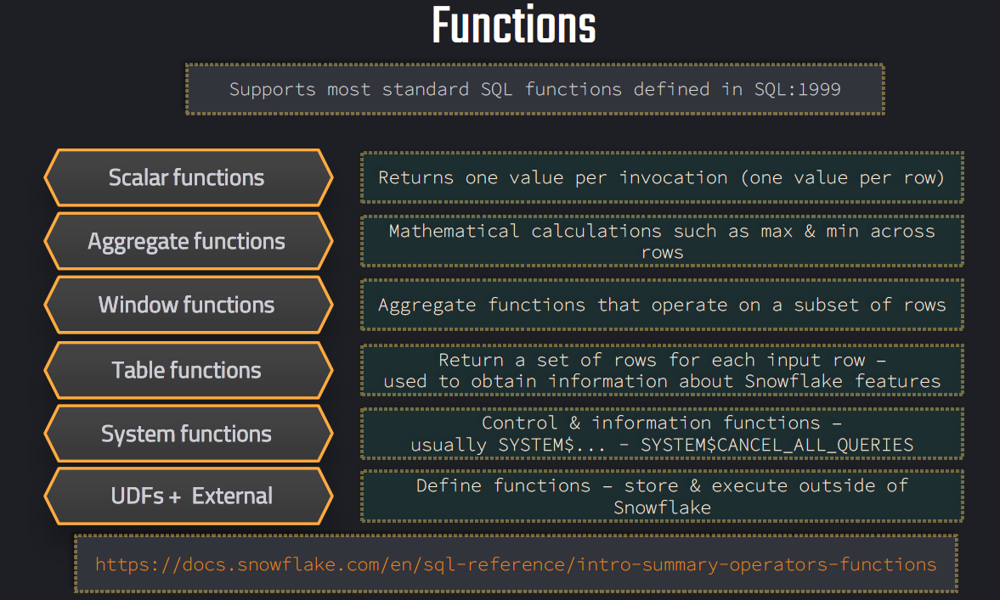 Functions
Supports most standard SQL functions defined in SQL:1999
Scalar functions
Returns one value per invocation (one value per row)
Aggregate functions
Mathematical calculations such as max & min across
rows
Window functions
Aggregate functions that operate on a subset of rows
Table functions
Return a set of rows for each input row –
used to obtain information about Snowflake features
System functions
Control & information functions –
usually SYSTEM$... – SYSTEM$CANCEL_ALL_QUERIES
UDFs + External
Define functions – store & execute outside of
Snowflake
https://docs.snowflake.com/en/sql-reference/intro-summary-operators-functions